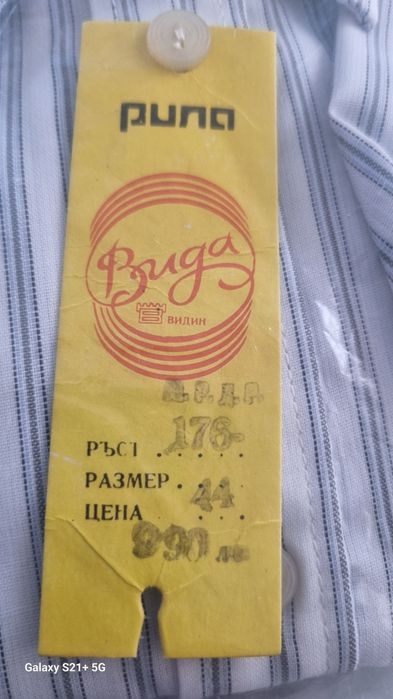 рила
Вида
ВИДИН
РЪСТ 176-
РАЗМЕР 44
ЦЕНА
990 лв
Galaxy S21+ 5G